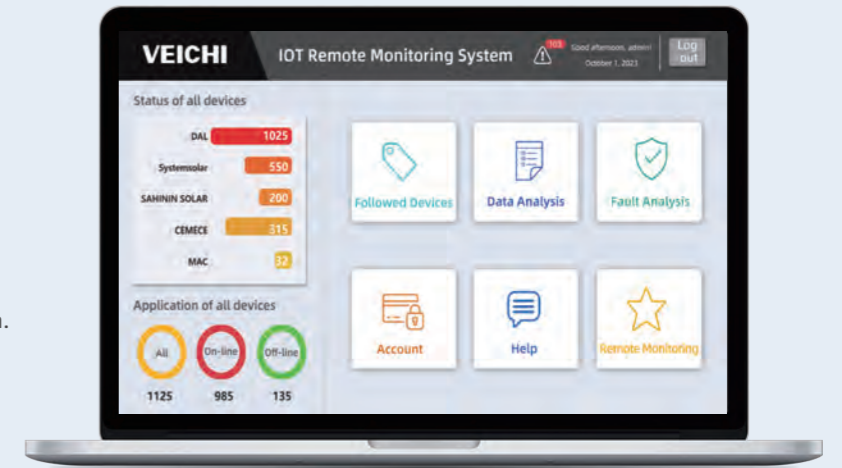 VEICHI
IOT Remote Monitoring System
103
Good afternoon, admin!
October 1, 2023
Log
out
Status of all devices
DAL 1025
Systemsolar 550
SAHININ SOLAR 200
CEMECE 315
MAC 32
Followed Devices
Data Analysis
Fault Analysis
Application of all devices
All
On-line
Off-line
1125
985
135
Account
Help
Remote Monitoring